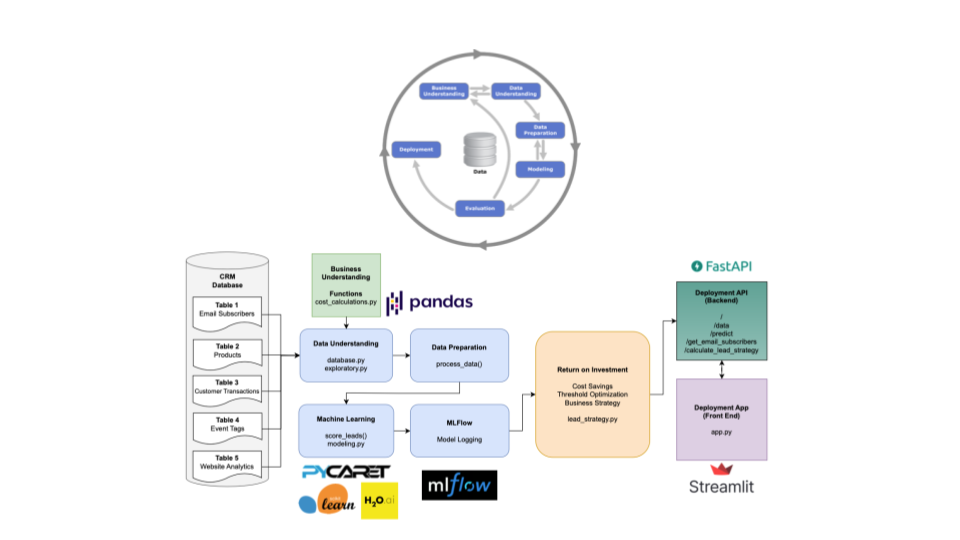 Business
Understanding
Data
Understanding
Data
Preparation
Deployment
Data
Modeling
Evaluation
CRM
Database
Table 1
Email Subscribers
Table 2
Products
Table 3
Customer Transactions
Table 4
Event Tags
Table 5
Website Analytics
Business
Understanding
Functions
cost_calculations.py
pandas
Data Understanding
database.py
exploratory.py
Data Preparation
process_data()
Machine Learning
score_leads()
modeling.py
MLFlow
Model Logging
PYCARET
learn
H2O.ai
mlflow
Return on Investment
Cost Savings
Threshold Optimization
Business Strategy
lead_strategy.py
FastAPI
Deployment API
(Backend)
/
/data
/predict
/get_email_subscribers
/calculate_lead_strategy
Deployment App
(Front End)
app.py
Streamlit